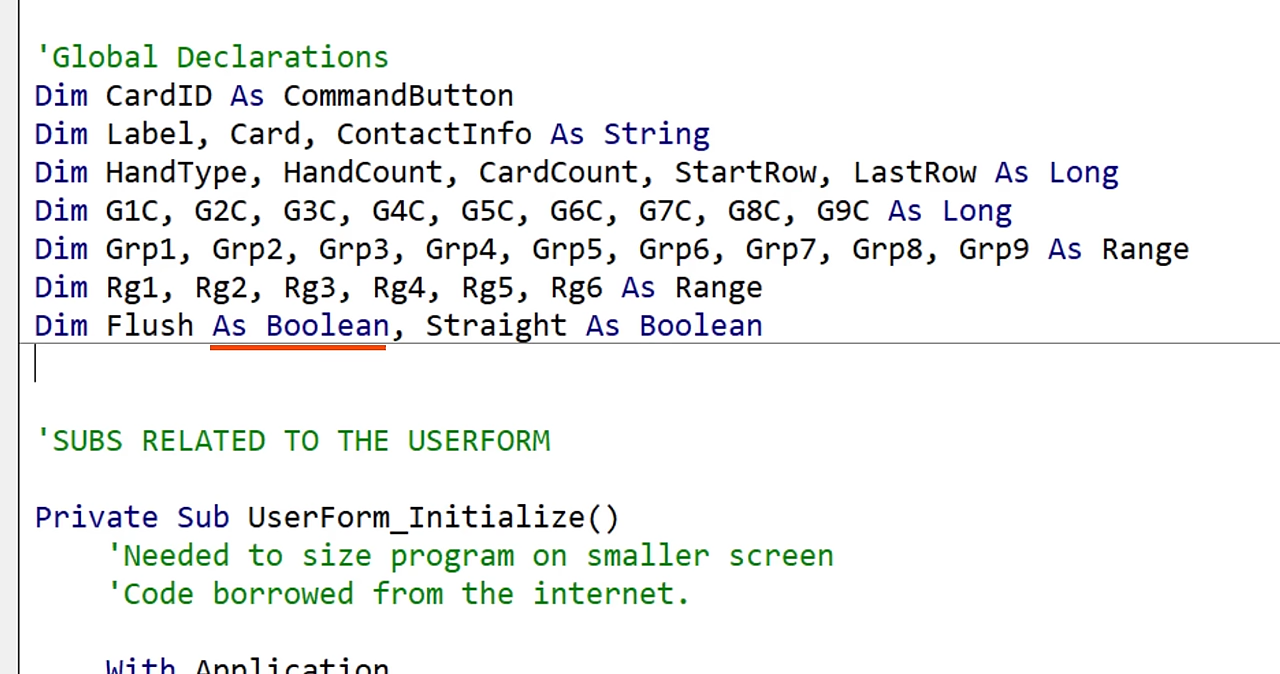 'Global Declarations
Dim CardID As CommandButton
Dim Label, Card, ContactInfo As String
Dim HandType, HandCount, CardCount, StartRow, LastRow As Long
Dim G1C, G2C, G3C, G4C, G5C, G6C, G7C, G8C, G9C As Long
Dim Grp1, Grp2, Grp3, Grp4, Grp5, Grp6, Grp7, Grp8, Grp9 As Range
Dim Rg1, Rg2, Rg3, Rg4, Rg5, Rg6 As Range
Dim Flush As Boolean, Straight As Boolean
'SUBS RELATED TO THE USERFORM
Private Sub UserForm_Initialize()
'Needed to size program on smaller screen
'Code borrowed from the internet.
With Application